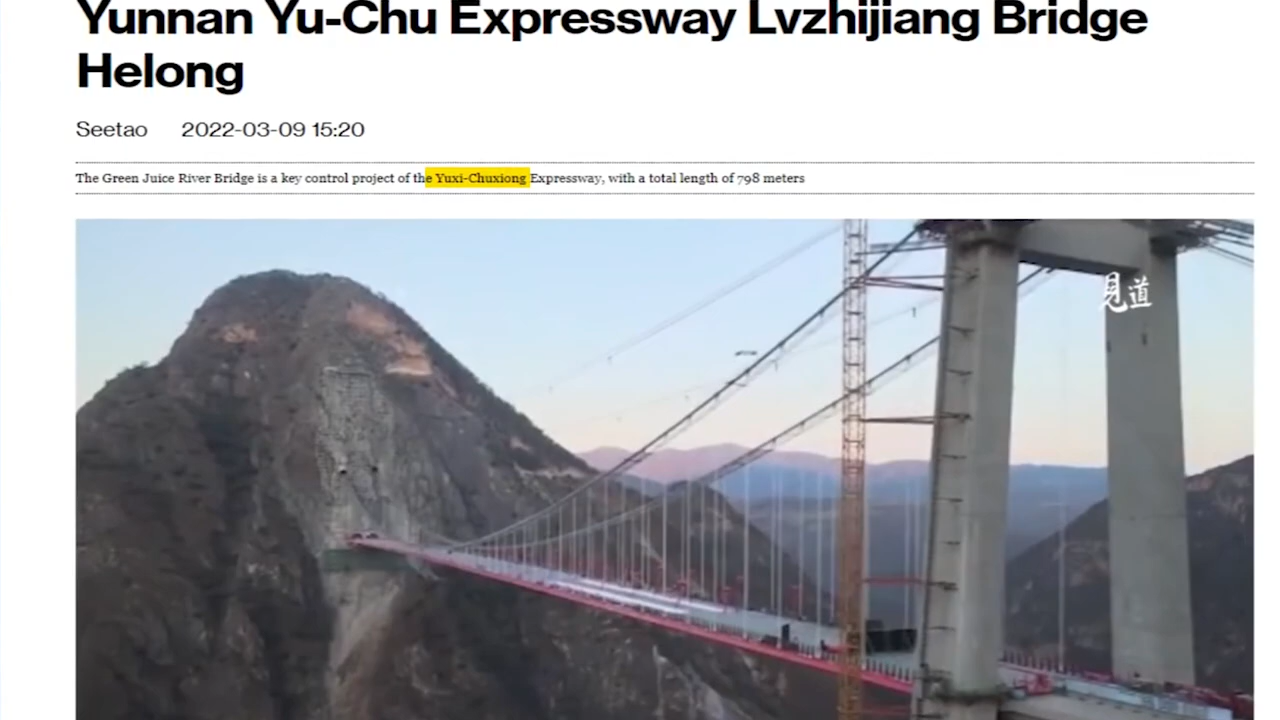 Yunnan Yu-Chu Expressway Lvzhijiang Bridge
Helong
Seetao 2022-03-09 15:20
The Green Juice River Bridge is a key control project of the Yuxi-Chuxiong Expressway, with a total length of 798 meters
見道